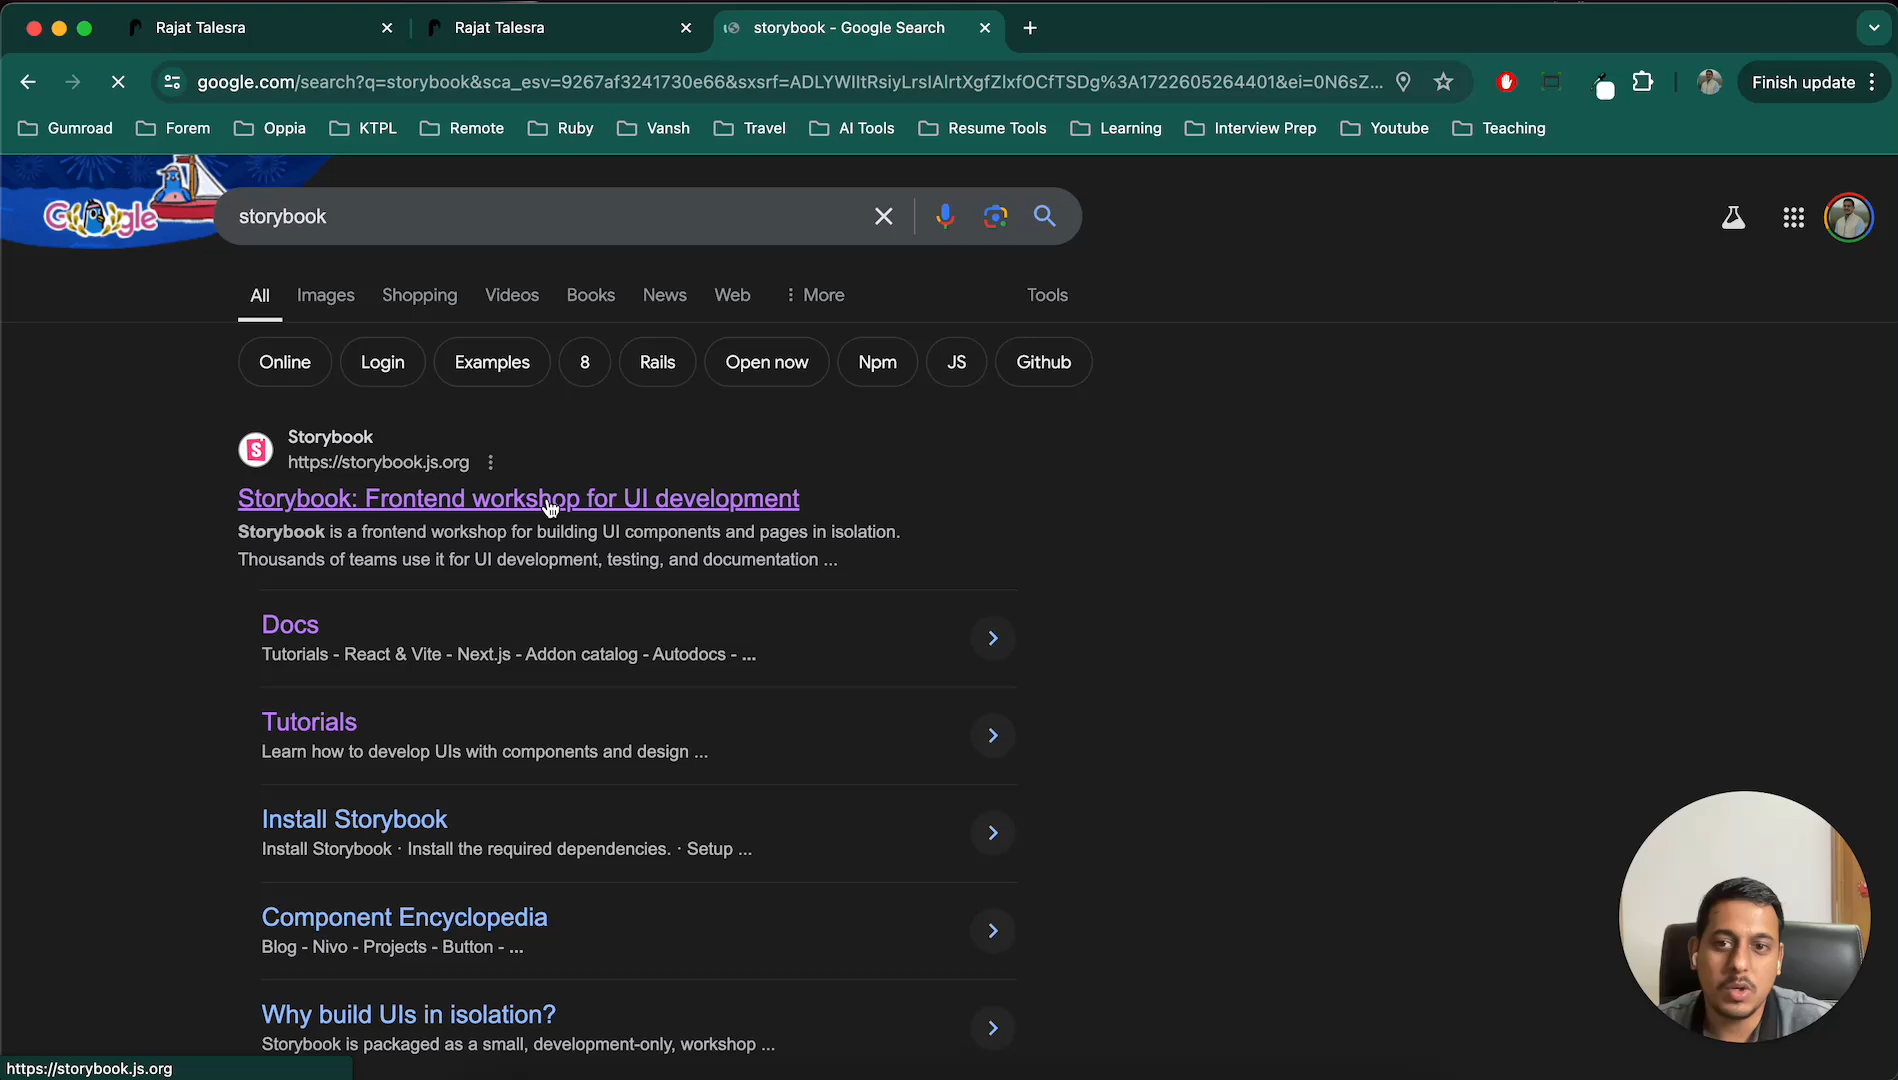 Rajat Talesra
Rajat Talesra
storybook - Google Search
google.com/search?q=storybook&sca_esv=9267af3241730e66&sxsrf=ADLYWIItRsiyLrsIAlrtXgfZlxfOCfTSDg%3A1722605264401&ei=0N6sZ...
Finish update
Gumroad
Forem
Oppia
KTPL
Remote
Ruby
Vansh
Travel
AI Tools
Resume Tools
Learning
Interview Prep
Youtube
Teaching
Google
storybook
All
Images
Shopping
Videos
Books
News
Web
More
Tools
Online
Login
Examples
8
Rails
Open now
Npm
JS
Github
S
Storybook
https://storybook.js.org
Storybook: Frontend workshop for UI development
Storybook is a frontend workshop for building UI components and pages in isolation.
Thousands of teams use it for UI development, testing, and documentation ...
Docs
Tutorials - React & Vite - Next.js - Addon catalog - Autodocs - ...
Tutorials
Learn how to develop UIs with components and design ...
Install Storybook
Install Storybook · Install the required dependencies. · Setup ...
Component Encyclopedia
Blog - Nivo - Projects - Button - ...
Why build UIs in isolation?
Storybook is packaged as a small, development-only, workshop ...
https://storybook.js.org